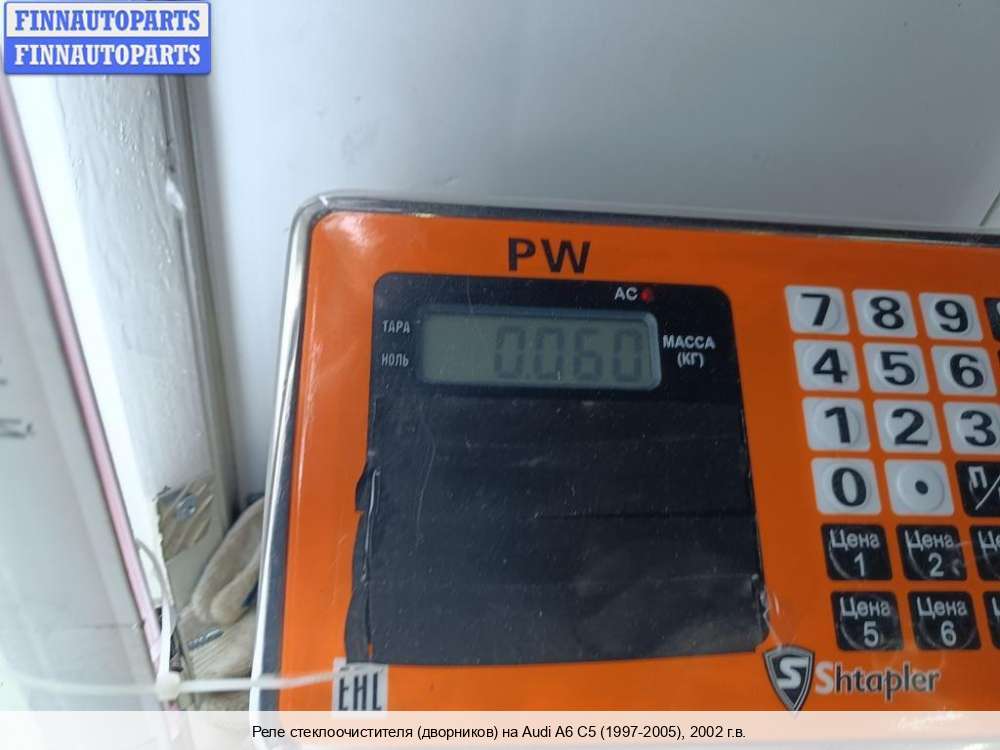 FINNAUTOPARTS
FINNAUTOPARTS
PW
AC
ТАРА
НОЛЬ
0.060
МАССА
(КГ)
7 8 9
4 5 6
1 2 3
0 .
Цена 1
Цена 2
Цена 5
Цена 6
Shtapler
EAC
Реле стеклоочистителя (дворников) на Audi A6 C5 (1997-2005), 2002 г.в.